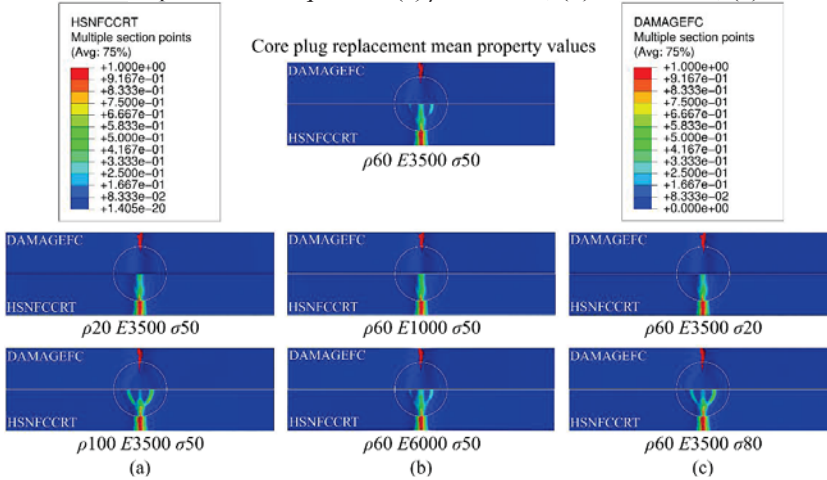 HSNFCCRT
Multiple section points
(Avg: 75%)
+1.000e+00
+9.167e−01
+8.333e−01
+7.500e−01
+6.667e−01
+5.833e−01
+5.000e−01
+4.167e−01
+3.333e−01
+2.500e−01
+1.667e−01
+8.333e−02
+1.405e−20
Core plug replacement mean property values
DAMAGEFC
HSNFCCRT
ρ60 E3500 σ50
DAMAGEFC
Multiple section points
(Avg: 75%)
+1.000e+00
+9.167e−01
+8.333e−01
+7.500e−01
+6.667e−01
+5.833e−01
+5.000e−01
+4.167e−01
+3.333e−01
+2.500e−01
+1.667e−01
+8.333e−02
+0.000e+00
DAMAGEFC
HSNFCCRT
ρ20 E3500 σ50
DAMAGEFC
HSNFCCRT
ρ60 E1000 σ50
DAMAGEFC
HSNFCCRT
ρ60 E3500 σ20
DAMAGEFC
HSNFCCRT
ρ100 E3500 σ50
DAMAGEFC
HSNFCCRT
ρ60 E6000 σ50
DAMAGEFC
HSNFCCRT
ρ60 E3500 σ80
(a)
(b)
(c)